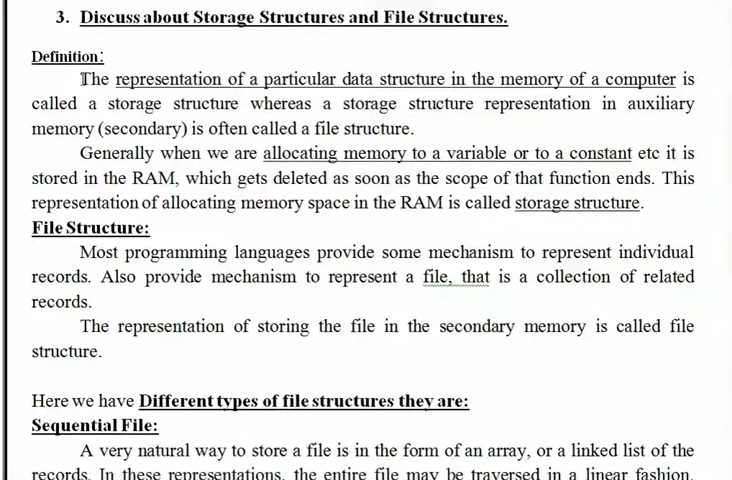 3. Discuss about Storage Structures and File Structures.
Definition:
The representation of a particular data structure in the memory of a computer is
called a storage structure whereas a storage structure representation in auxiliary
memory (secondary) is often called a file structure.
Generally when we are allocating memory to a variable or to a constant etc it is
stored in the RAM, which gets deleted as soon as the scope of that function ends. This
representation of allocating memory space in the RAM is called storage structure.
File Structure:
Most programming languages provide some mechanism to represent individual
records. Also provide mechanism to represent a file, that is a collection of related
records.
The representation of storing the file in the secondary memory is called file
structure.
Here we have Different types of file structures they are:
Sequential File:
A very natural way to store a file is in the form of an array, or a linked list of the
records. In these representations, the entire file may be traversed in a linear fashion.